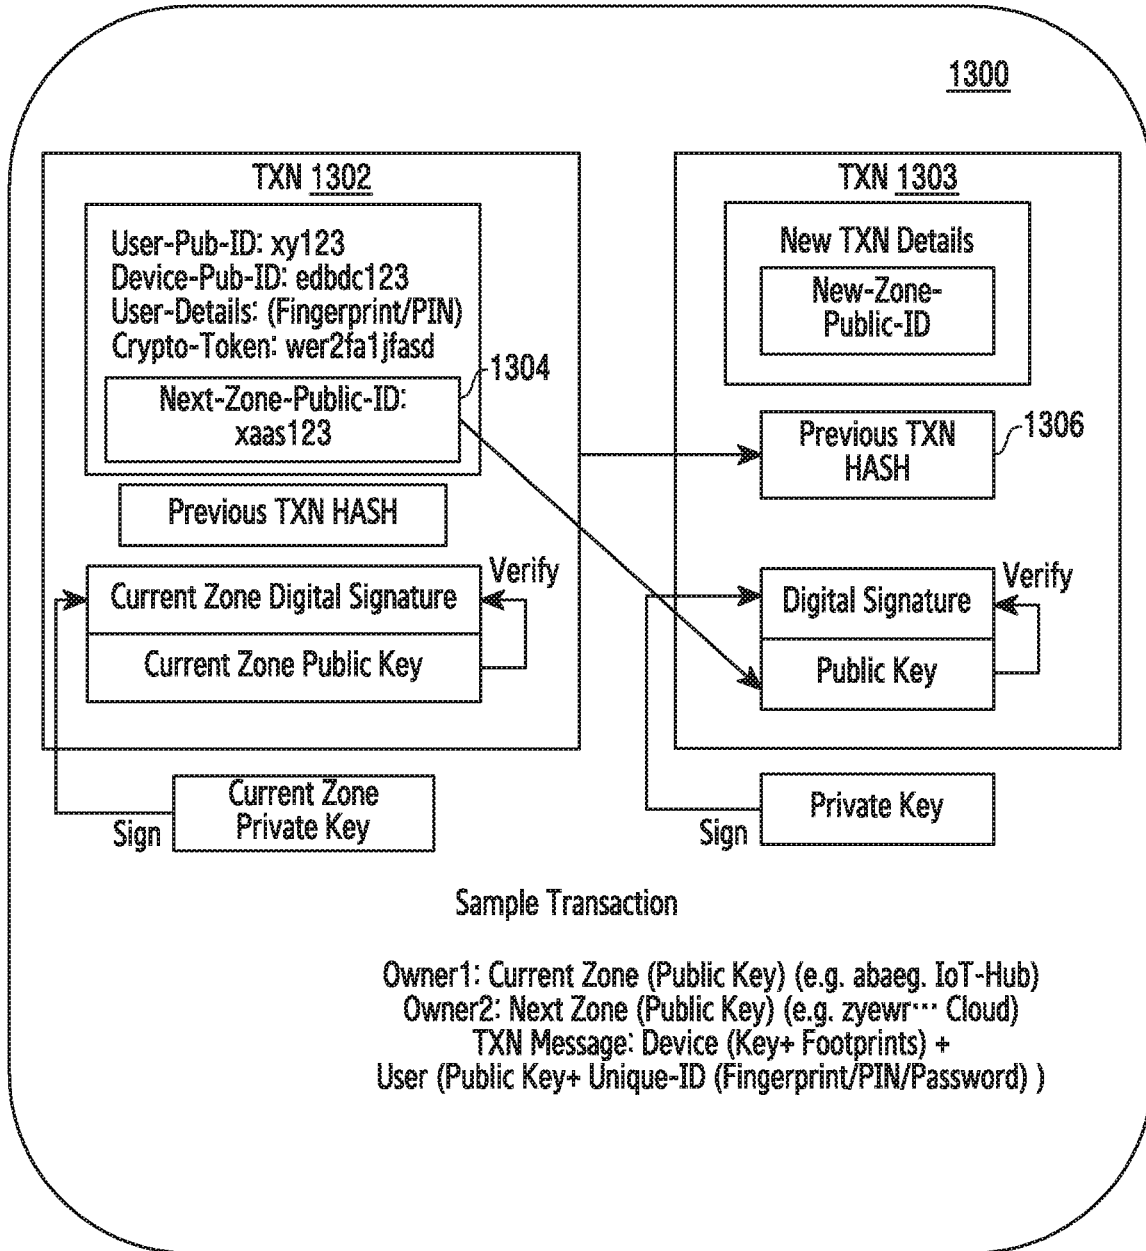 1300
TXN 1302
User-Pub-ID: xy123
Device-Pub-ID: edbdc123
User-Details: (Fingerprint/PIN)
Crypto-Token: wer2fa1jfasd
1304
Next-Zone-Public-ID:
xaas123
Previous TXN HASH
Verify
Current Zone Digital Signature
Current Zone Public Key
Current Zone
Private Key
Sign
TXN 1303
New TXN Details
New-Zone-
Public-ID
Previous TXN
HASH
1306
Verify
Digital Signature
Public Key
Private Key
Sign
Sample Transaction
Owner1: Current Zone (Public Key) (e.g. abaeg. IoT-Hub)
Owner2: Next Zone (Public Key) (e.g. zyewr··· Cloud)
TXN Message: Device (Key+ Footprints) +
User (Public Key+ Unique-ID (Fingerprint/PIN/Password) )